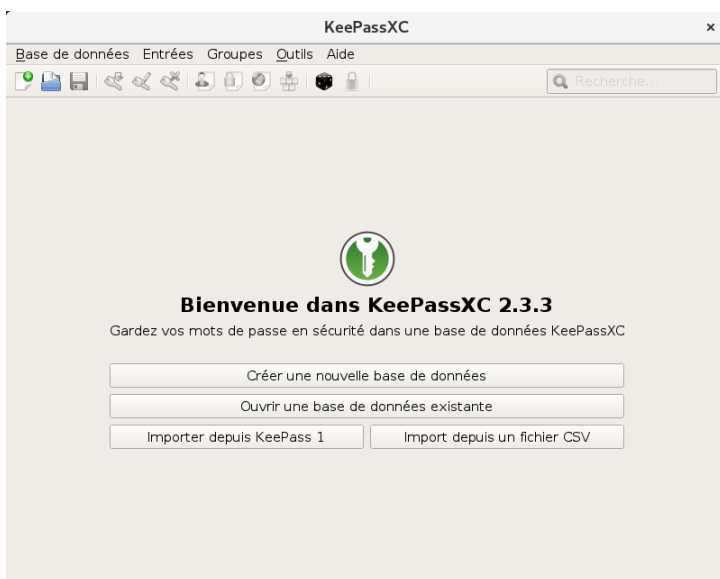 KeePassXC
Base de données Entrées Groupes Outils Aide
Recherche...
Bienvenue dans KeePassXC 2.3.3
Gardez vos mots de passe en sécurité dans une base de données KeePassXC
Créer une nouvelle base de données
Ouvrir une base de données existante
Importer depuis KeePass 1 Import depuis un fichier CSV